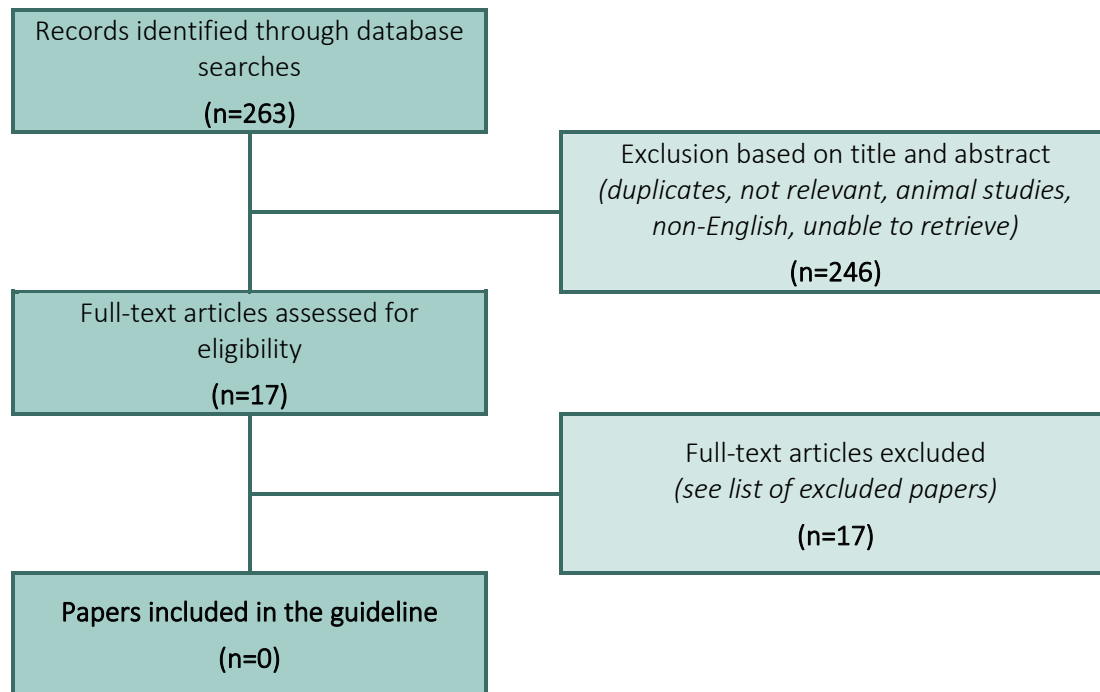 Records identified through database
searches
(n=263)
Exclusion based on title and abstract
(duplicates, not relevant, animal studies,
non-English, unable to retrieve)
(n=246)
Full-text articles assessed for
eligibility
(n=17)
Full-text articles excluded
(see list of excluded papers)
(n=17)
Papers included in the guideline
(n=0)